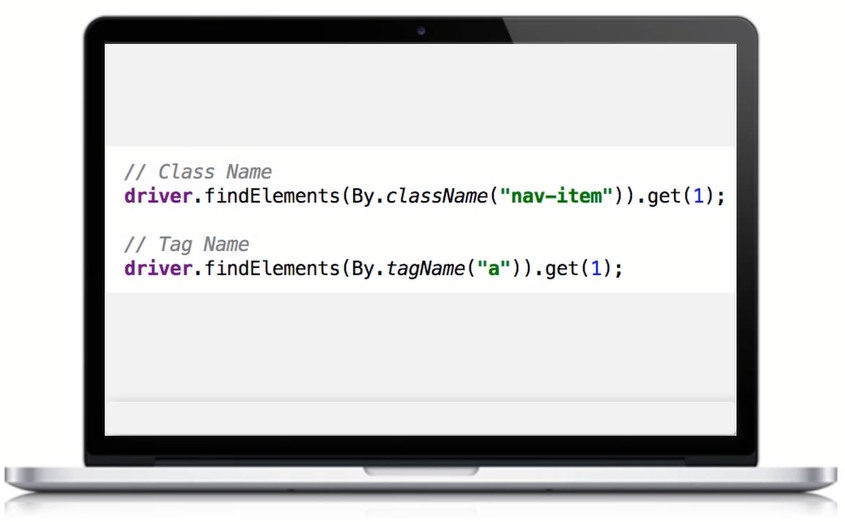 // Class Name
driver.findElements(By.className("nav-item")).get(1);
// Tag Name
driver.findElements(By.tagName("a")).get(1);